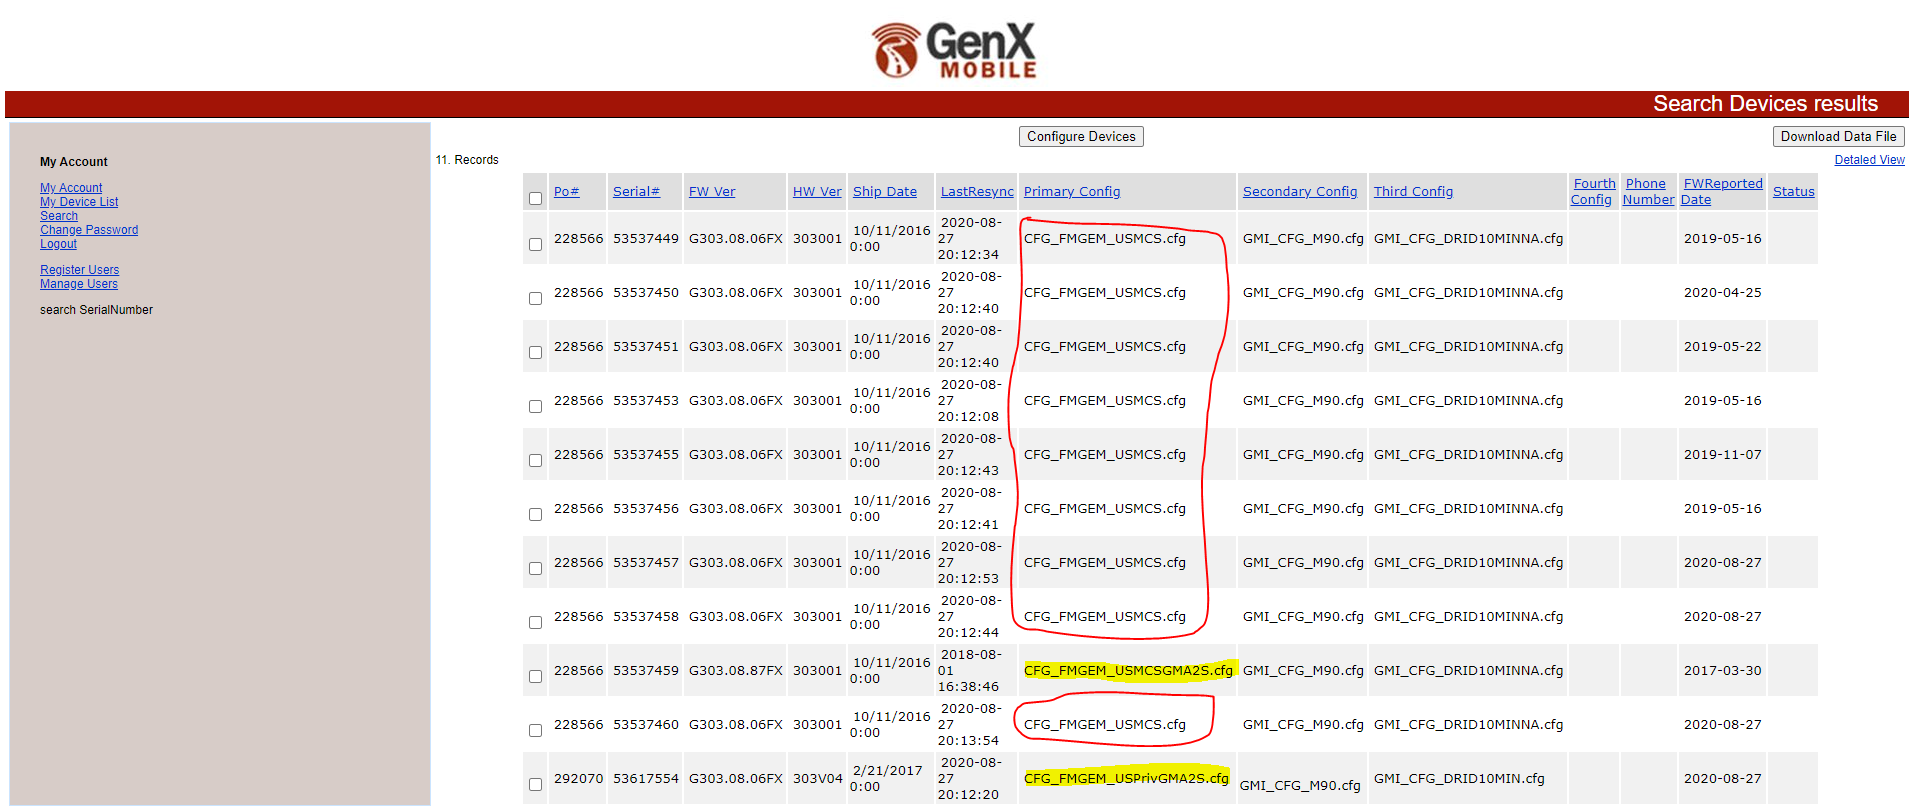 GenX
MOBILE
Search Devices results
Configure Devices
Download Data File
My Account
My Account
My Device List
Search
Change Password
Logout
Register Users
Manage Users
search SerialNumber
11. Records
Detaled View
Po# Serial# FW Ver HW Ver Ship Date LastResync Primary Config Secondary Config Third Config Fourth Config Phone Number FWReported Date Status
228566 53537449 G303.08.06FX 303001 10/11/2016 0:00 2020-08-27 20:12:34 CFG_FMGEM_USMCS.cfg GMI_CFG_M90.cfg GMI_CFG_DRID10MINNA.cfg 2019-05-16
228566 53537450 G303.08.06FX 303001 10/11/2016 0:00 2020-08-27 20:12:40 CFG_FMGEM_USMCS.cfg GMI_CFG_M90.cfg GMI_CFG_DRID10MINNA.cfg 2020-04-25
228566 53537451 G303.08.06FX 303001 10/11/2016 0:00 2020-08-27 20:12:40 CFG_FMGEM_USMCS.cfg GMI_CFG_M90.cfg GMI_CFG_DRID10MINNA.cfg 2019-05-22
228566 53537453 G303.08.06FX 303001 10/11/2016 0:00 2020-08-27 20:12:08 CFG_FMGEM_USMCS.cfg GMI_CFG_M90.cfg GMI_CFG_DRID10MINNA.cfg 2019-05-16
228566 53537455 G303.08.06FX 303001 10/11/2016 0:00 2020-08-27 20:12:43 CFG_FMGEM_USMCS.cfg GMI_CFG_M90.cfg GMI_CFG_DRID10MINNA.cfg 2019-11-07
228566 53537456 G303.08.06FX 303001 10/11/2016 0:00 2020-08-27 20:12:41 CFG_FMGEM_USMCS.cfg GMI_CFG_M90.cfg GMI_CFG_DRID10MINNA.cfg 2019-05-16
228566 53537457 G303.08.06FX 303001 10/11/2016 0:00 2020-08-27 20:12:53 CFG_FMGEM_USMCS.cfg GMI_CFG_M90.cfg GMI_CFG_DRID10MINNA.cfg 2020-08-27
228566 53537458 G303.08.06FX 303001 10/11/2016 0:00 2020-08-27 20:12:44 CFG_FMGEM_USMCS.cfg GMI_CFG_M90.cfg GMI_CFG_DRID10MINNA.cfg 2020-08-27
228566 53537459 G303.08.87FX 303001 10/11/2016 0:00 2018-08-01 16:38:46 CFG_FMGEM_USMCSGMA2S.cfg GMI_CFG_M90.cfg GMI_CFG_DRID10MINNA.cfg 2017-03-30
228566 53537460 G303.08.06FX 303001 10/11/2016 0:00 2020-08-27 20:13:54 CFG_FMGEM_USMCS.cfg GMI_CFG_M90.cfg GMI_CFG_DRID10MINNA.cfg 2020-08-27
292070 53617554 G303.08.06FX 303V04 2/21/2017 0:00 2020-08-27 20:12:20 CFG_FMGEM_USPrivGMA2S.cfg GMI_CFG_M90.cfg GMI_CFG_DRID10MIN.cfg 2020-08-27